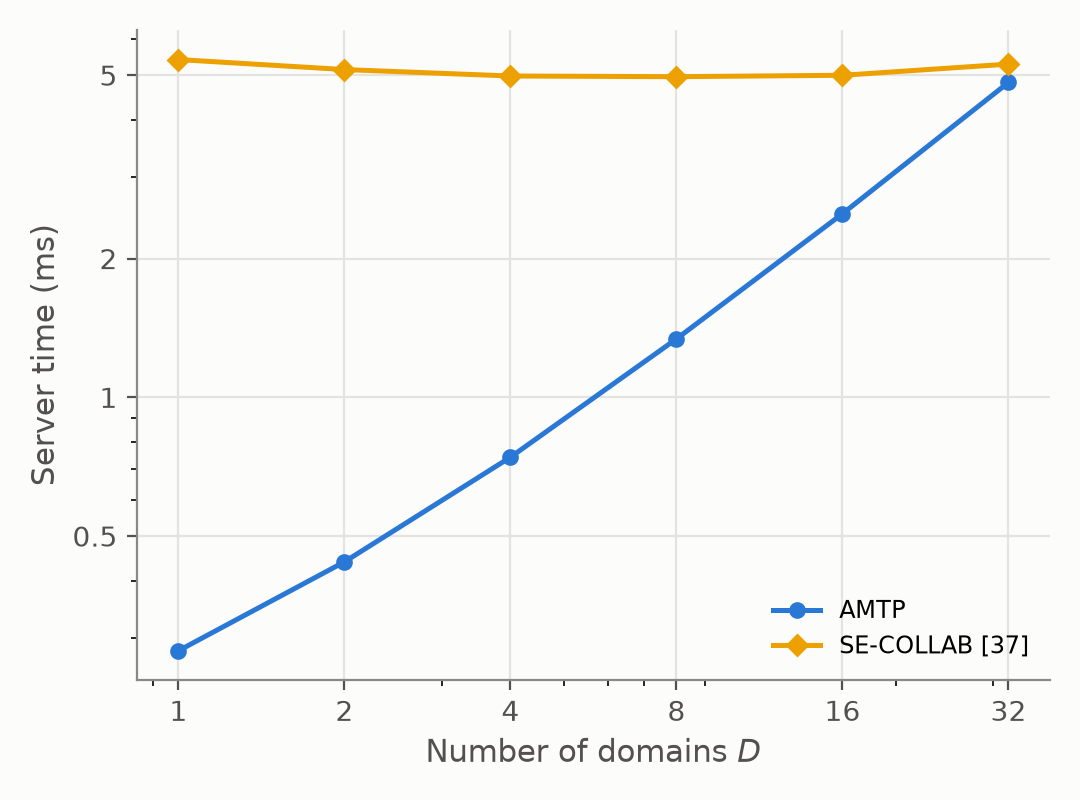 5
2
1
0.5
Server time (ms)
1 2 4 8 16 32
Number of domains D
AMTP
SE-COLLAB [37]